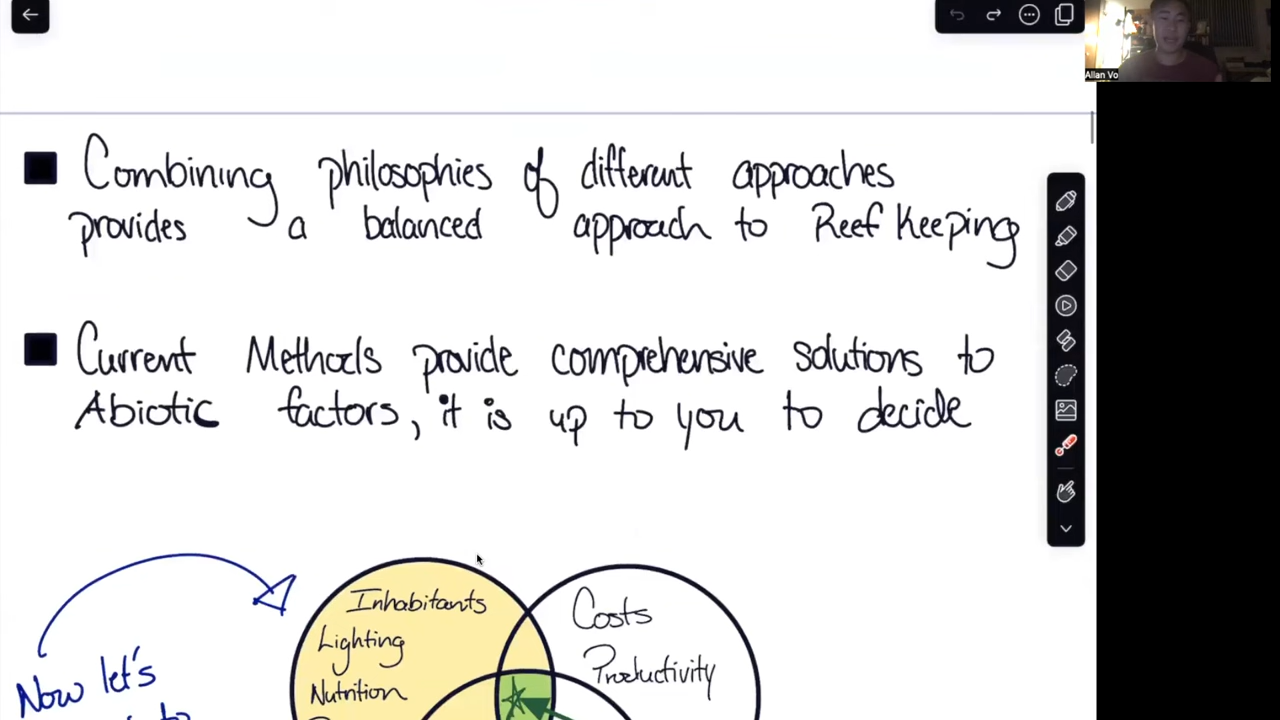 Allan Vo
Combining philosophies of different approaches
provides a balanced approach to Reef Keeping
Current Methods provide comprehensive solutions to
Abiotic factors, it is up to you to decide
Inhabitants
Lighting
Nutrition
Costs
Productivity
Now let's